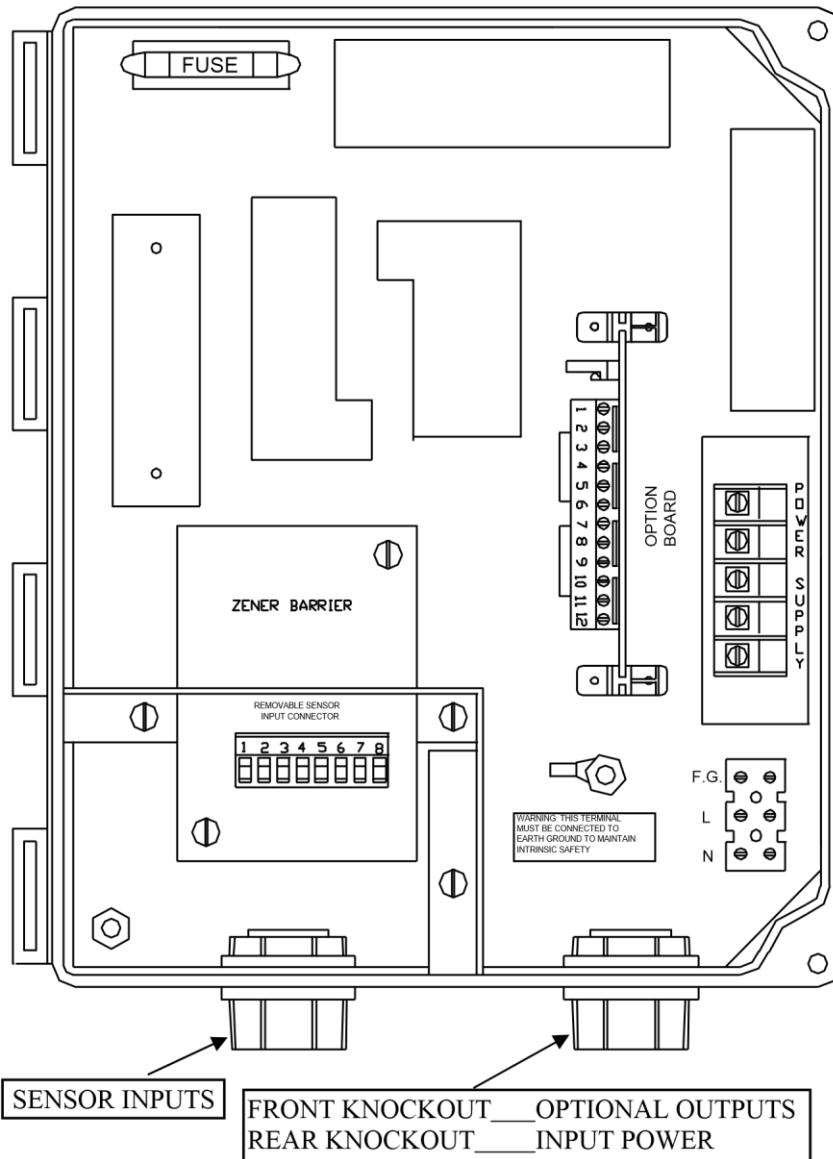 FUSE
1
2
3
4
5
6
7
8
9
10
11
12
OPTION
BOARD
POWER SUPPLY
ZENER BARRIER
REMOVABLE SENSOR
INPUT CONNECTOR
1 2 3 4 5 6 7 8
F.G.
L
N
WARNING: THIS TERMINAL
MUST BE CONNECTED TO
EARTH GROUND TO MAINTAIN
INTRINSIC SAFETY
SENSOR INPUTS
FRONT KNOCKOUT___OPTIONAL OUTPUTS
REAR KNOCKOUT____INPUT POWER